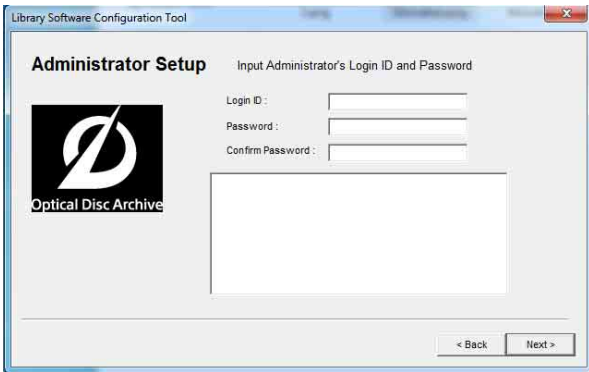 Library Software Configuration Tool
Administrator Setup
Input Administrator's Login ID and Password
Login ID :
Password :
Confirm Password :
Optical Disc Archive
< Back
Next >